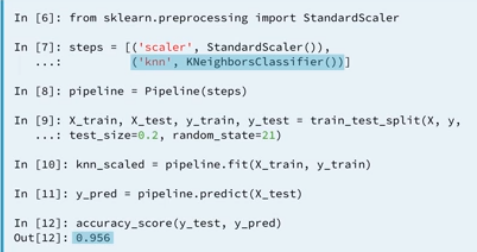 In [6]: from sklearn.preprocessing import StandardScaler
In [7]: steps = [('scaler', StandardScaler()),
...: ('knn', KNeighborsClassifier())]
In [8]: pipeline = Pipeline(steps)
In [9]: X_train, X_test, y_train, y_test = train_test_split(X, y,
...: test_size=0.2, random_state=21)
In [10]: knn_scaled = pipeline.fit(X_train, y_train)
In [11]: y_pred = pipeline.predict(X_test)
In [12]: accuracy_score(y_test, y_pred)
Out[12]: 0.956